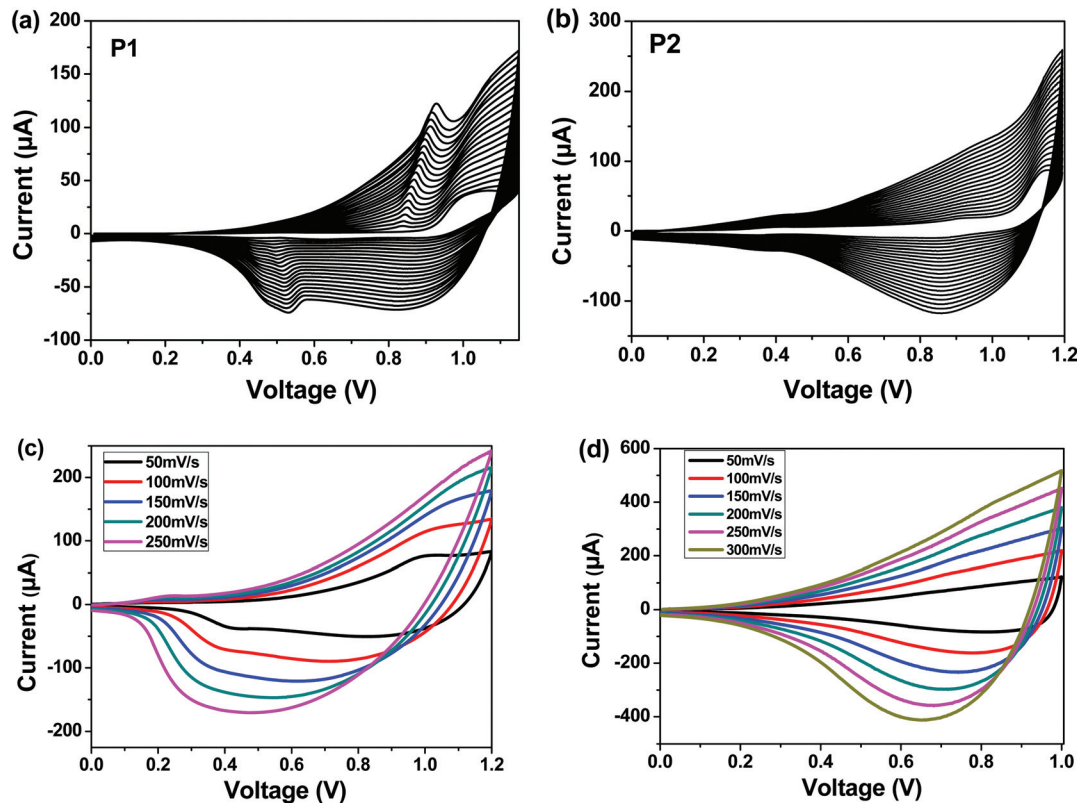 (a)
P1
200
150
100
50
0
-50
-100
0.0 0.2 0.4 0.6 0.8 1.0
Current (µA)
Voltage (V)
(b)
P2
300
200
100
0
-100
0.0 0.2 0.4 0.6 0.8 1.0 1.2
Current (µA)
Voltage (V)
(c)
50mV/s
100mV/s
150mV/s
200mV/s
250mV/s
200
100
0
-100
-200
0.0 0.2 0.4 0.6 0.8 1.0 1.2
Current (µA)
Voltage (V)
(d)
50mV/s
100mV/s
150mV/s
200mV/s
250mV/s
300mV/s
600
400
200
0
-200
-400
0.0 0.2 0.4 0.6 0.8 1.0
Current (µA)
Voltage (V)